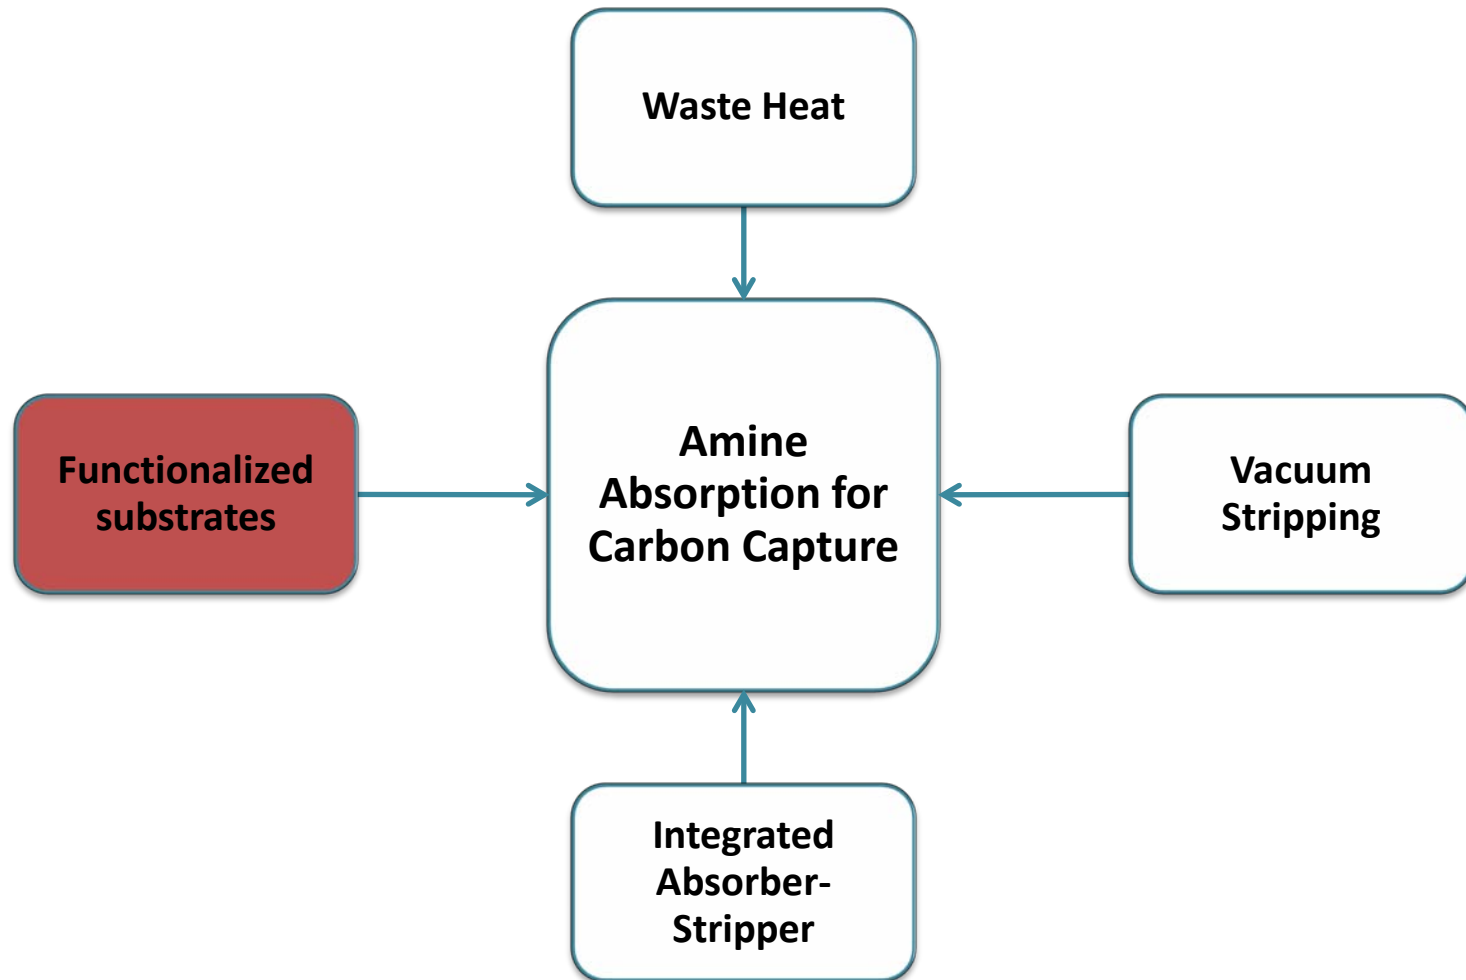 Waste Heat
Functionalized
substrates
Amine
Absorption for
Carbon Capture
Vacuum
Stripping
Integrated
Absorber-
Stripper